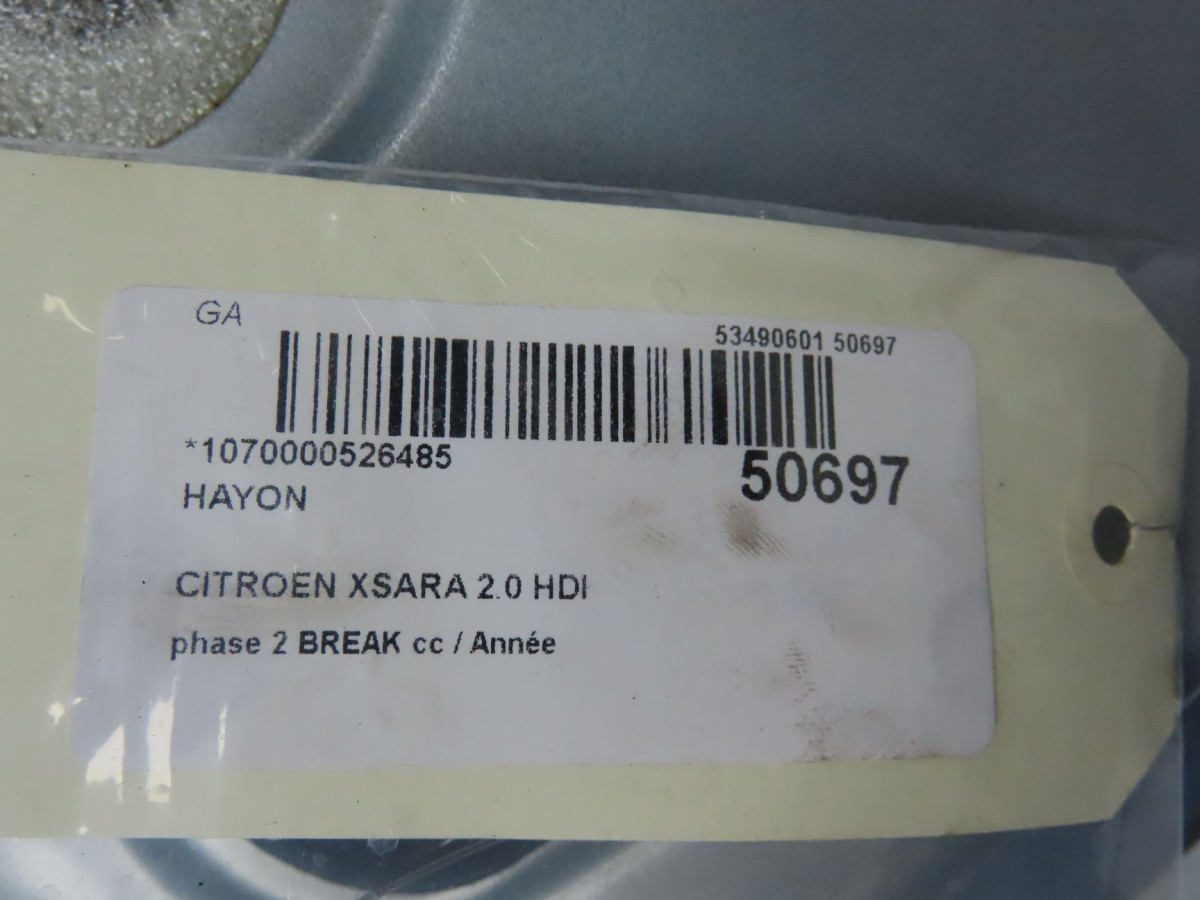 GA
53490601 50697
*1070000526485
50697
HAYON
CITROEN XSARA 2.0 HDI
phase 2 BREAK cc / Année